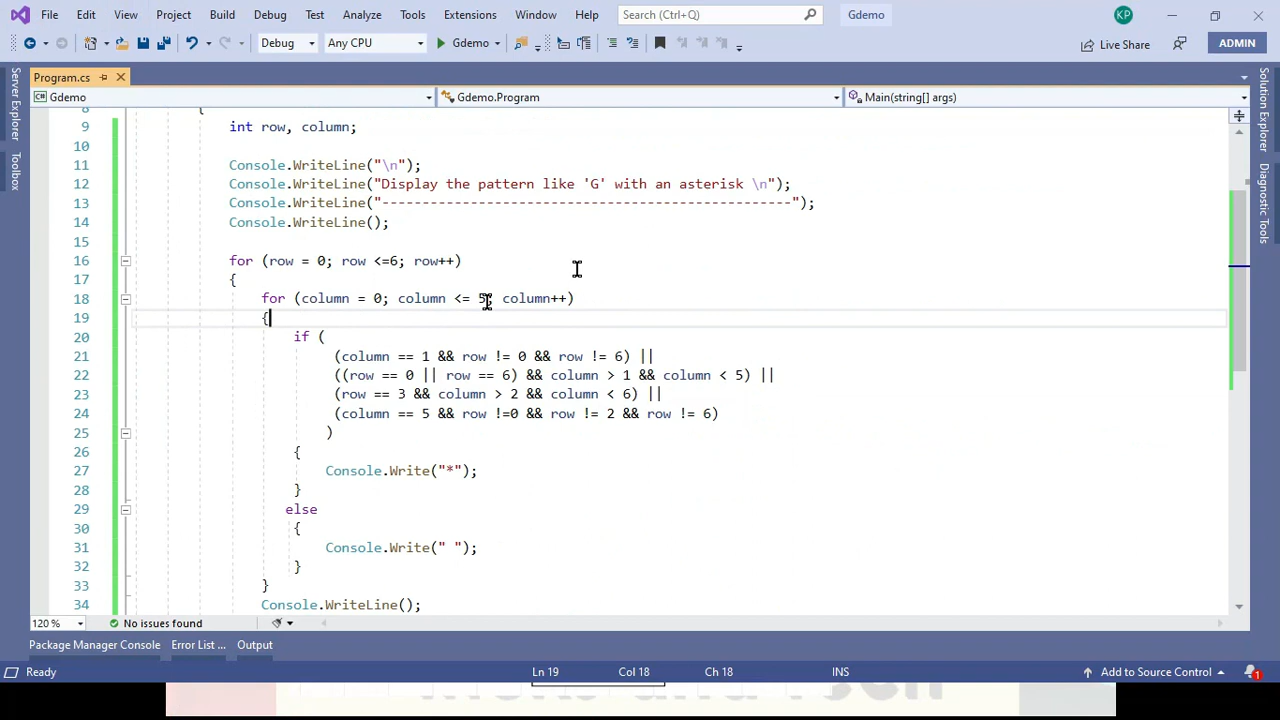 File Edit View Project Build Debug Test Analyze Tools Extensions Window Help Search (Ctrl+Q) Gdemo KP
Debug Any CPU Gdemo Live Share ADMIN
Program.cs
Gdemo Gdemo.Program Main(string[] args)
Server Explorer
Toolbox
Solution Explorer
Diagnostic Tools
8 {
9 int row, column;
10
11 Console.WriteLine("\n");
12 Console.WriteLine("Display the pattern like 'G' with an asterisk \n");
13 Console.WriteLine("---------------------------------------------------");
14 Console.WriteLine();
15
16 for (row = 0; row <=6; row++)
17 {
18 for (column = 0; column <= 5; column++)
19 {
20 if (
21 (column == 1 && row != 0 && row != 6) ||
22 ((row == 0 || row == 6) && column > 1 && column < 5) ||
23 (row == 3 && column > 2 && column < 6) ||
24 (column == 5 && row !=0 && row != 2 && row != 6)
25 )
26 {
27 Console.Write("*");
28 }
29 else
30 {
31 Console.Write(" ");
32 }
33 }
34 Console.WriteLine();
120 % No issues found
Package Manager Console Error List ... Output
Ready Ln 19 Col 18 Ch 18 INS Add to Source Control 1